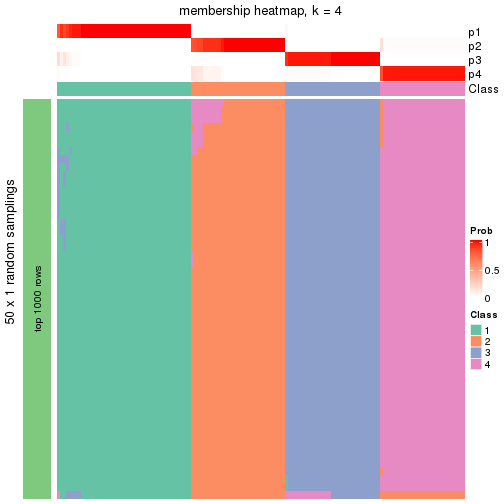 membership heatmap, k = 4
p1
p2
p3
p4
Class
50 x 1 random samplings
top 1000 rows
Prob
1
0.5
0
Class
1
2
3
4